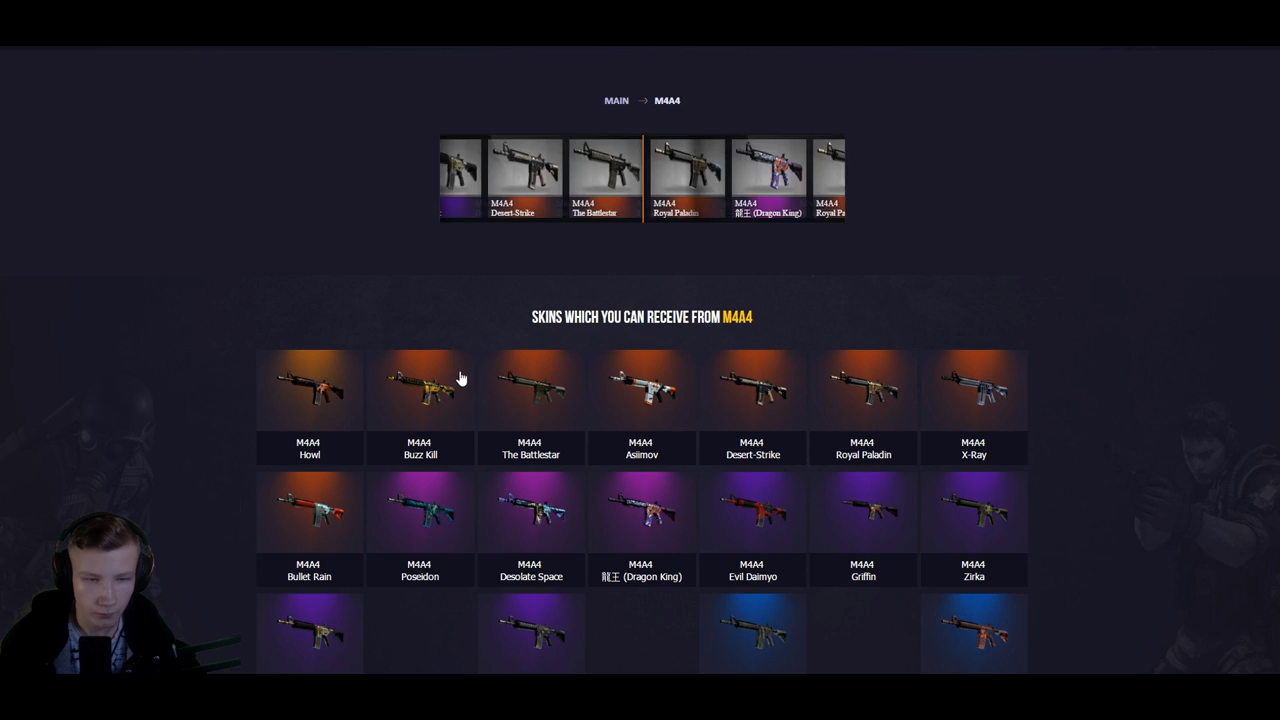 MAIN → M4A4
M4A4
Desert-Strike
M4A4
The Battlestar
M4A4
Royal Paladin
M4A4
龍王 (Dragon King)
M4A4
Royal Pa
SKINS WHICH YOU CAN RECEIVE FROM M4A4
M4A4
Howl
M4A4
Buzz Kill
M4A4
The Battlestar
M4A4
Asiimov
M4A4
Desert-Strike
M4A4
Royal Paladin
M4A4
X-Ray
M4A4
Bullet Rain
M4A4
Poseidon
M4A4
Desolate Space
M4A4
龍王 (Dragon King)
M4A4
Evil Daimyo
M4A4
Griffin
M4A4
Zirka